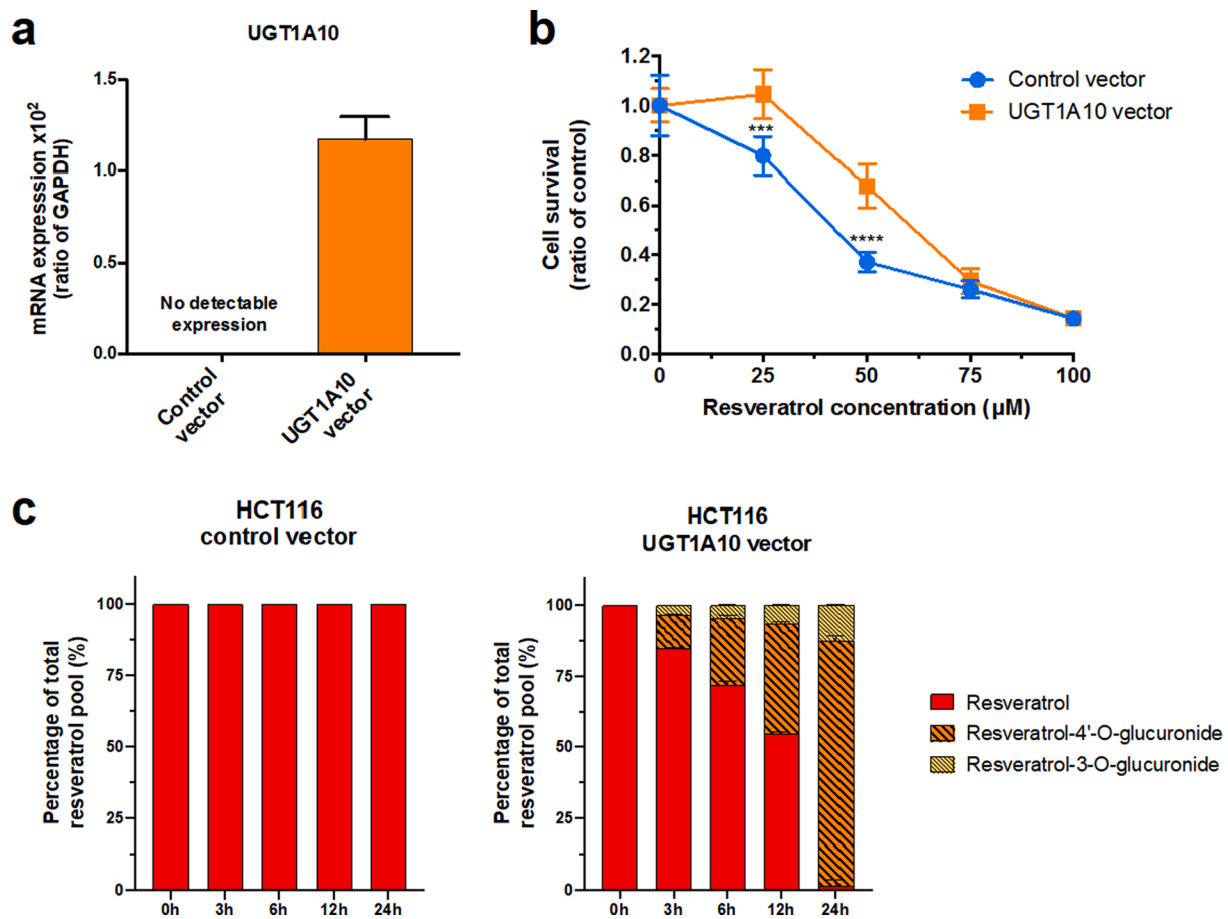 a
UGT1A10
mRNA expresssion x10²
(ratio of GAPDH)
1.5
1.0
0.5
0.0
No detectable
expression
Control
vector
UGT1A10
vector
b
Cell survival
(ratio of control)
1.2
1.0
0.8
0.6
0.4
0.2
0.0
***
****
Control vector
UGT1A10 vector
0 25 50 75 100
Resveratrol concentration (µM)
c
HCT116
control vector
Percentage of total
resveratrol pool (%)
100
75
50
25
0
0h 3h 6h 12h 24h
HCT116
UGT1A10 vector
Percentage of total
resveratrol pool (%)
100
75
50
25
0
0h 3h 6h 12h 24h
Resveratrol
Resveratrol-4'-O-glucuronide
Resveratrol-3-O-glucuronide